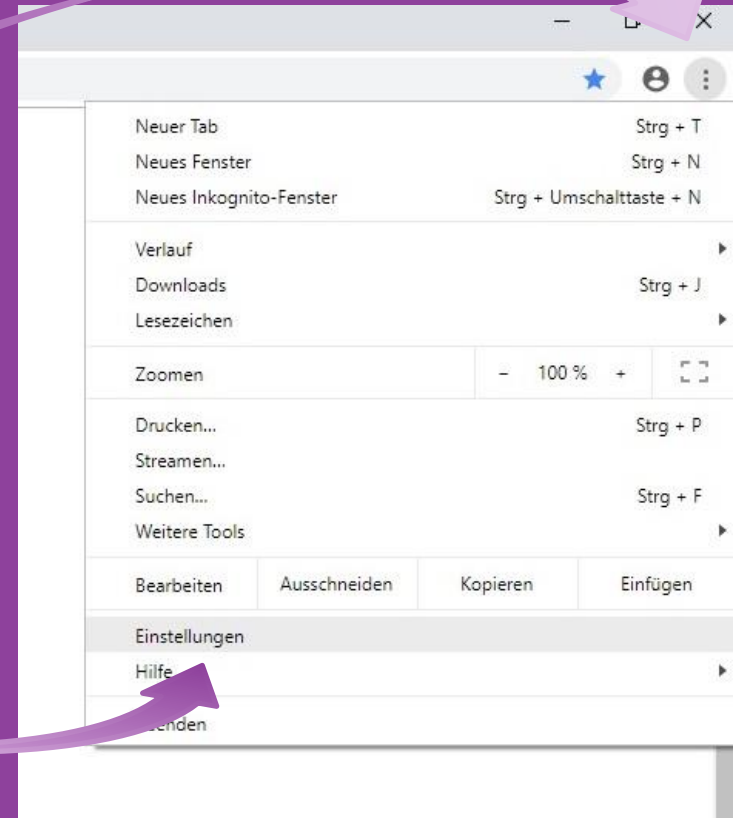 Neuer Tab Strg + T
Neues Fenster Strg + N
Neues Inkognito-Fenster Strg + Umschalttaste + N
Verlauf
Downloads Strg + J
Lesezeichen
Zoomen - 100 % +
Drucken... Strg + P
Streamen...
Suchen... Strg + F
Weitere Tools
Bearbeiten Ausschneiden Kopieren Einfügen
Einstellungen
Hilfe